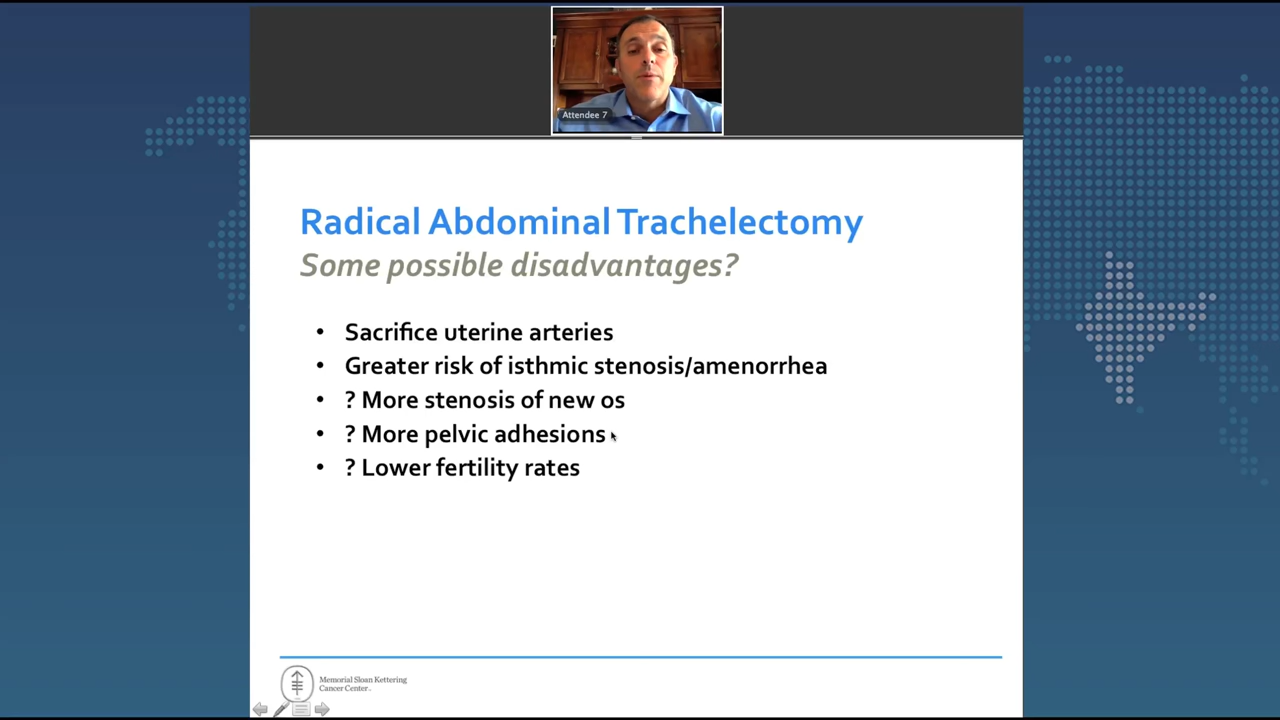 Attendee 7
Radical Abdominal Trachelectomy
Some possible disadvantages?
• Sacrifice uterine arteries
• Greater risk of isthmic stenosis/amenorrhea
• ? More stenosis of new os
• ? More pelvic adhesions
• ? Lower fertility rates
Memorial Sloan Kettering
Cancer Center